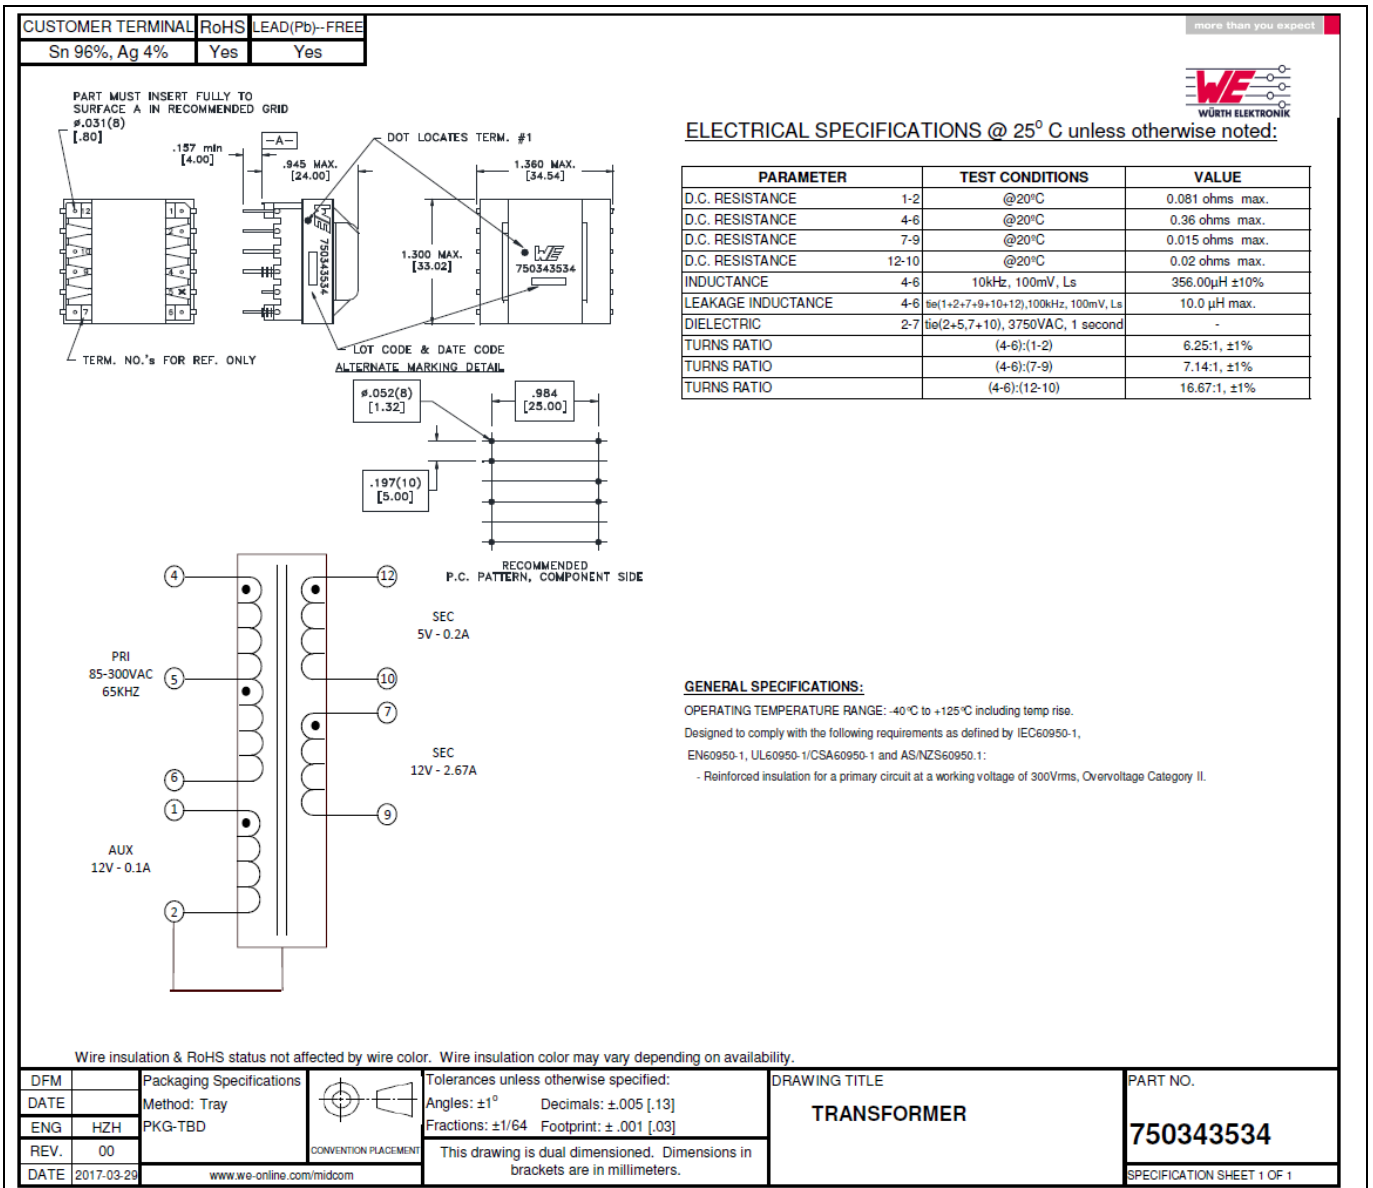 CUSTOMER TERMINAL RoHS LEAD(Pb)--FREE
Sn 96%, Ag 4% Yes Yes
more than you expect
WE
WÜRTH ELEKTRONIK
PART MUST INSERT FULLY TO
SURFACE A IN RECOMMENDED GRID
ø.031(8)
[.80]
.157 min
[4.00]
-A-
.945 MAX.
[24.00]
DOT LOCATES TERM. #1
1.360 MAX.
[34.54]
1.300 MAX.
[33.02]
12 1
2
10
9 4
5
7 6
WE 750343534
WE
750343534
7
TERM. NO.'s FOR REF. ONLY
LOT CODE & DATE CODE
ALTERNATE MARKING DETAIL
ø.052(8)
[1.32]
.984
[25.00]
.197(10)
[5.00]
RECOMMENDED
P.C. PATTERN, COMPONENT SIDE
ELECTRICAL SPECIFICATIONS @ 25° C unless otherwise noted:
PARAMETER TEST CONDITIONS VALUE
D.C. RESISTANCE 1-2 @20ºC 0.081 ohms max.
D.C. RESISTANCE 4-6 @20ºC 0.36 ohms max.
D.C. RESISTANCE 7-9 @20ºC 0.015 ohms max.
D.C. RESISTANCE 12-10 @20ºC 0.02 ohms max.
INDUCTANCE 4-6 10kHz, 100mV, Ls 356.00µH ±10%
LEAKAGE INDUCTANCE 4-6 tie(1+2+7+9+10+12),100kHz, 100mV, Ls 10.0 µH max.
DIELECTRIC 2-7 tie(2+5,7+10), 3750VAC, 1 second -
TURNS RATIO (4-6):(1-2) 6.25:1, ±1%
TURNS RATIO (4-6):(7-9) 7.14:1, ±1%
TURNS RATIO (4-6):(12-10) 16.67:1, ±1%
4
12
SEC
5V - 0.2A
PRI
85-300VAC
65KHZ
5
10
7
SEC
12V - 2.67A
6
1
9
AUX
12V - 0.1A
2
GENERAL SPECIFICATIONS:
OPERATING TEMPERATURE RANGE: -40ºC to +125ºC including temp rise.
Designed to comply with the following requirements as defined by IEC60950-1,
EN60950-1, UL60950-1/CSA60950-1 and AS/NZS60950.1:
- Reinforced insulation for a primary circuit at a working voltage of 300Vrms, Overvoltage Category II.
Wire insulation & RoHS status not affected by wire color. Wire insulation color may vary depending on availability.
DFM
DATE
ENG HZH
REV. 00
DATE 2017-03-29
Packaging Specifications
Method: Tray
PKG-TBD
CONVENTION PLACEMENT
www.we-online.com/midcom
Tolerances unless otherwise specified:
Angles: ±1° Decimals: ±.005 [.13]
Fractions: ±1/64 Footprint: ± .001 [.03]
This drawing is dual dimensioned. Dimensions in
brackets are in millimeters.
DRAWING TITLE
TRANSFORMER
PART NO.
750343534
SPECIFICATION SHEET 1 OF 1